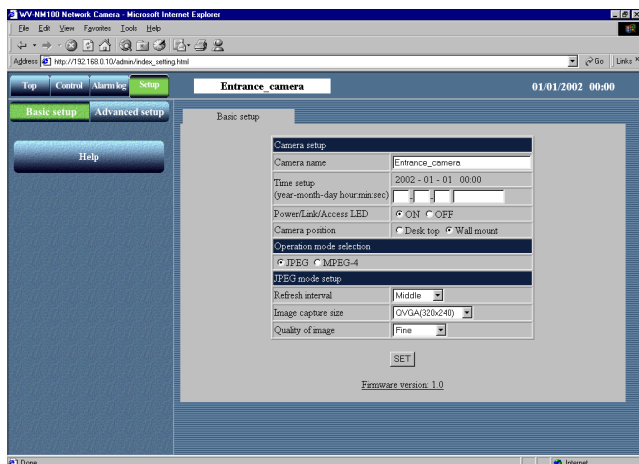 WV-NM100 Network Camera - Microsoft Internet Explorer
File Edit View Favorites Tools Help
Address http://192.168.0.10/admin/index_setting.html Go Links
Top Control Alarm log Setup Entrance_camera 01/01/2002 00:00
Basic setup Advanced setup
Help
Basic setup
Camera setup
Camera name Entrance_camera
Time setup 2002 - 01 - 01 00:00
(year-month-day hour:min:sec) - -
Power/Link/Access LED ON OFF
Camera position Desk top Wall mount
Operation mode selection
JPEG MPEG-4
JPEG mode setup
Refresh interval Middle
Image capture size QVGA(320x240)
Quality of image Fine
SET
Firmware version: 1.0
Done Internet